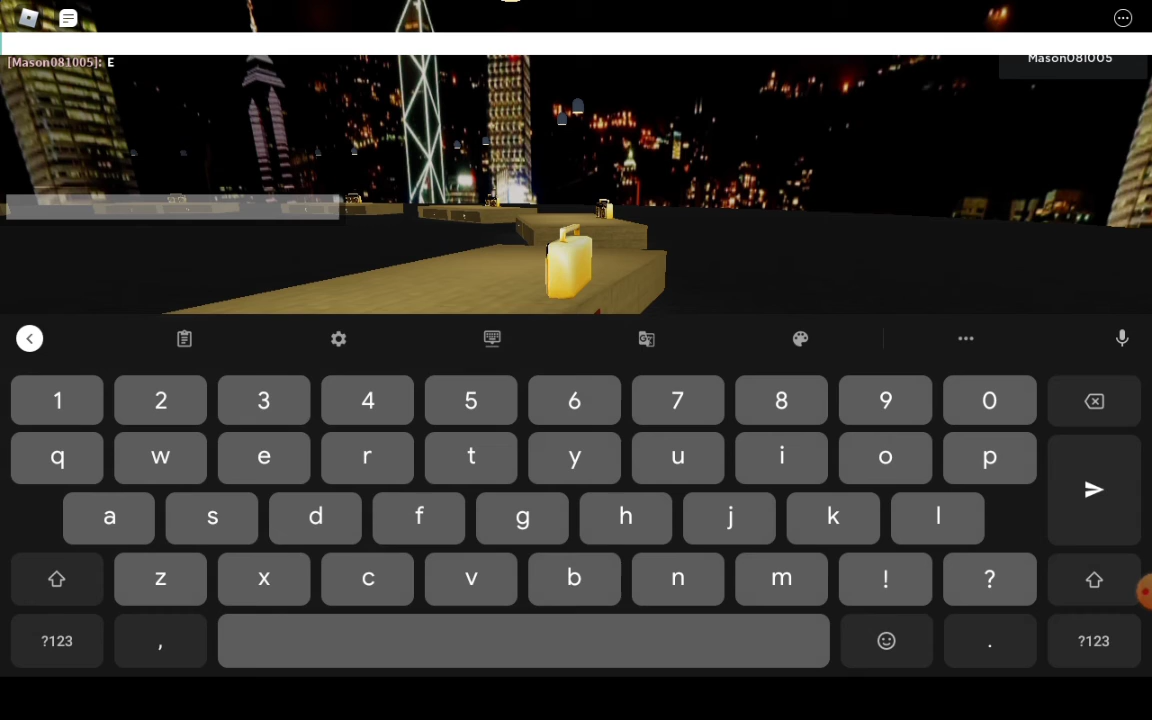 [Mason081005]: E
Mason081005
1 2 3 4 5 6 7 8 9 0
q w e r t y u i o p
a s d f g h j k l
z x c v b n m ! ?
?123 , . ?123